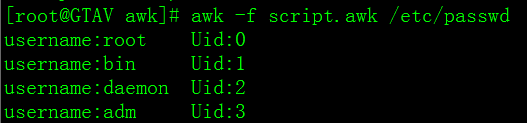 [root@GTAV awk]# awk -f script.awk /etc/passwd
username:root    Uid:0
username:bin     Uid:1
username:daemon  Uid:2
username:adm     Uid:3